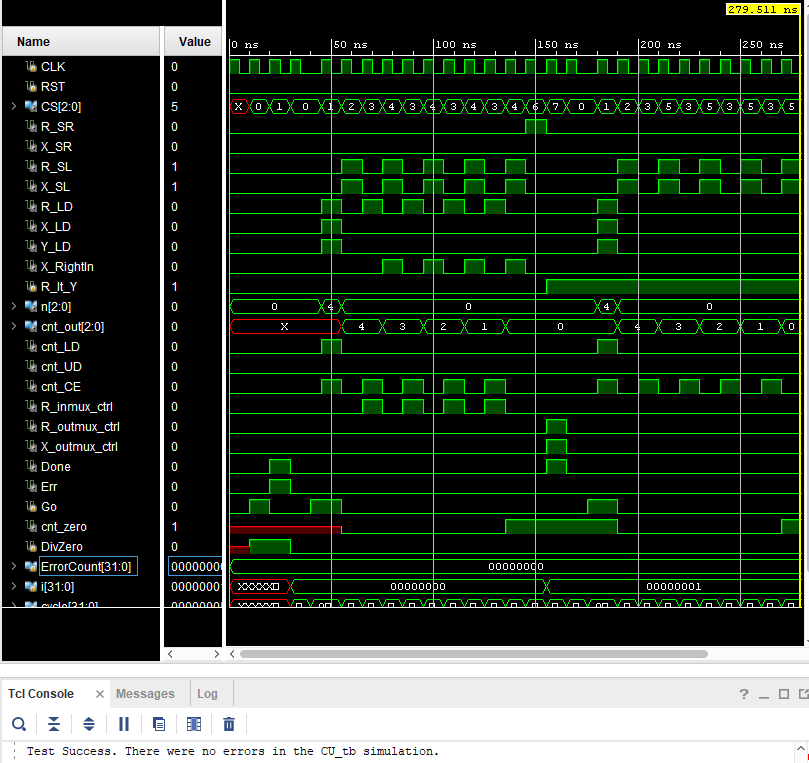 279.511 ns
Name Value 0 ns 50 ns 100 ns 150 ns 200 ns 250 ns
CLK 0
RST 0
CS[2:0] 5 X 0 1 0 1 2 3 4 3 4 3 4 3 4 6 7 0 1 2 3 5 3 5 3 5 3 5
R_SR 0
X_SR 0
R_SL 1
X_SL 1
R_LD 0
X_LD 0
Y_LD 0
X_RightIn 0
R_lt_Y 1
n[2:0] 0 0 4 0 4 0
cnt_out[2:0] 0 X 4 3 2 1 0 4 3 2 1 0
cnt_LD 0
cnt_UD 0
cnt_CE 0
R_inmux_ctrl 0
R_outmux_ctrl 0
X_outmux_ctrl 0
Done 0
Err 0
Go 0
cnt_zero 1
DivZero 0
ErrorCount[31:0] 00000000 00000000
i[31:0] 00000001 00000000 00000001
cycle[31:0]
Tcl Console × Messages Log
Test Success. There were no errors in the CU_tb simulation.